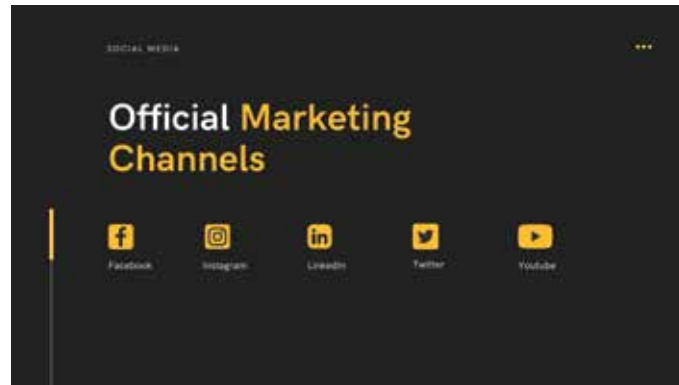 SOCIAL MEDIA
Official Marketing
Channels
Facebook
Instagram
LinkedIn
Twitter
Youtube